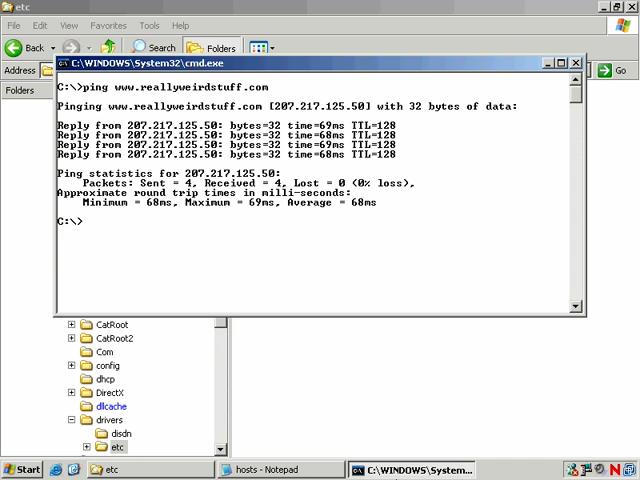 etc
File Edit View Favorites Tools Help
Back Search Folders
Address Go
Folders
C:\WINDOWS\System32\cmd.exe
C:\>ping www.reallyweirdstuff.com
Pinging www.reallyweirdstuff.com [207.217.125.50] with 32 bytes of data:
Reply from 207.217.125.50: bytes=32 time=69ms TTL=128
Reply from 207.217.125.50: bytes=32 time=68ms TTL=128
Reply from 207.217.125.50: bytes=32 time=69ms TTL=128
Reply from 207.217.125.50: bytes=32 time=68ms TTL=128
Ping statistics for 207.217.125.50:
Packets: Sent = 4, Received = 4, Lost = 0 (0% loss),
Approximate round trip times in milli-seconds:
Minimum = 68ms, Maximum = 69ms, Average = 68ms
C:\>
CatRoot
CatRoot2
Com
config
dhcp
DirectX
dllcache
drivers
disdn
etc
Start etc hosts - Notepad C:\WINDOWS\System...